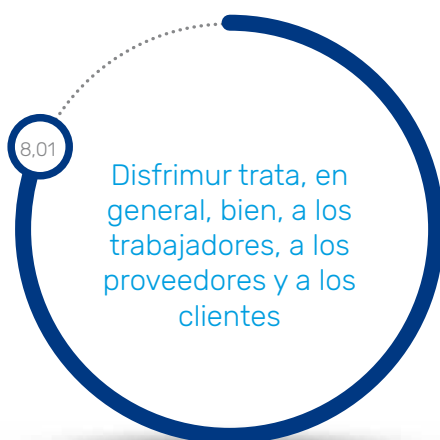 8,01
Disfrimur trata, en
general, bien, a los
trabajadores, a los
proveedores y a los
clientes